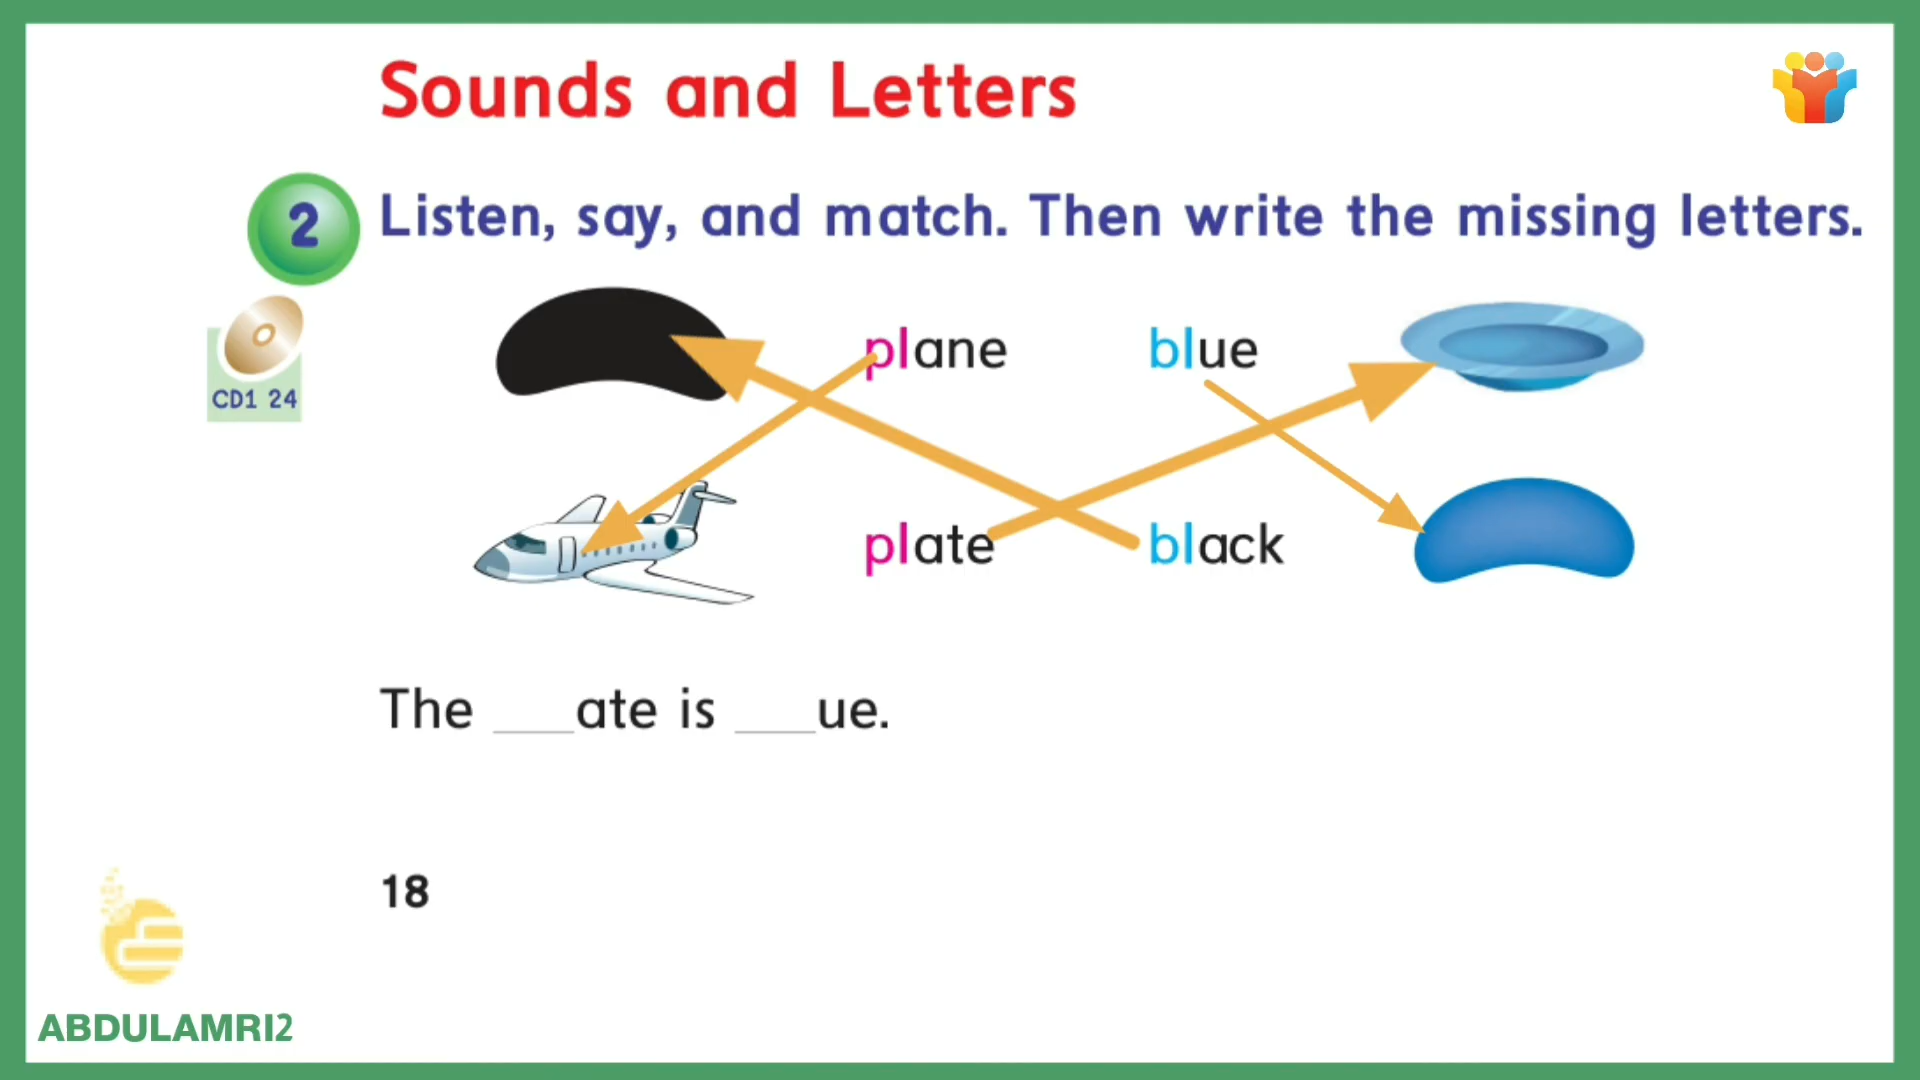 Sounds and Letters
2 Listen, say, and match. Then write the missing letters.
CD1 24
plane blue
plate black
The ___ate is ___ue.
18
ABDULAMRI2